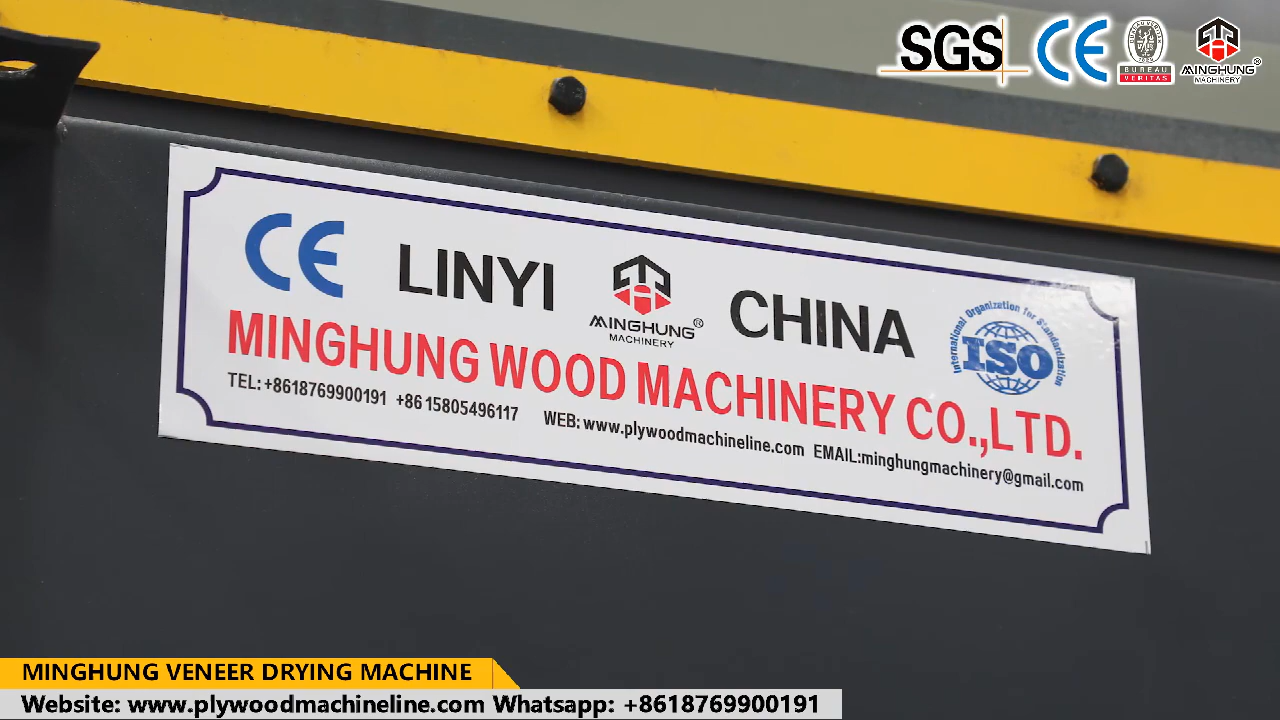 SGS CE BUREAU VERITAS MINGHUNG® MACHINERY
CE LINYI MINGHUNG® MACHINERY CHINA International Organization for Standardization ISO
MINGHUNG WOOD MACHINERY CO.,LTD.
TEL:+8618769900191 +8615805496117 WEB:www.plywoodmachineline.com EMAIL:minghungmachinery@gmail.com
MINGHUNG VENEER DRYING MACHINE
Website: www.plywoodmachineline.com Whatsapp: +8618769900191